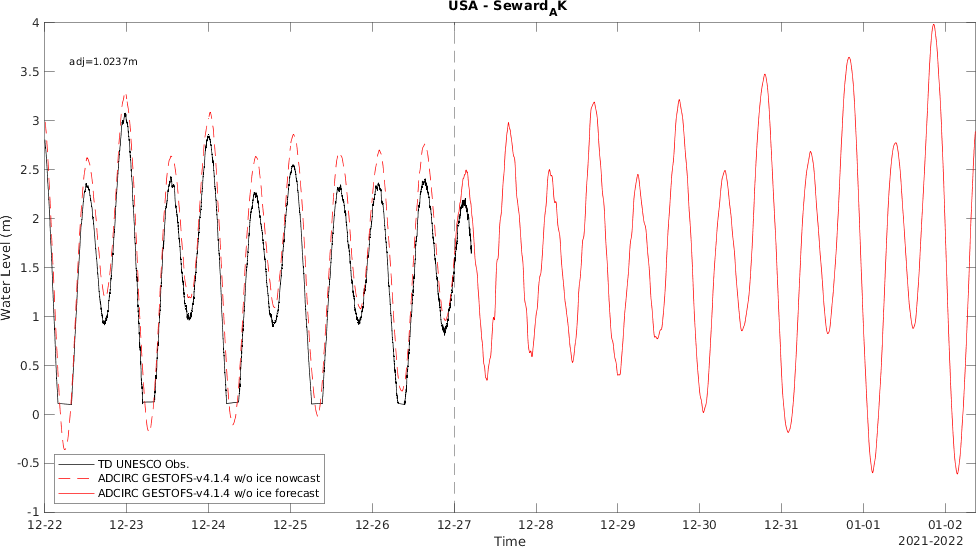 USA - Seward_AK
adj=1.0237m
4
3.5
3
2.5
2
1.5
1
0.5
0
-0.5
-1
Water Level (m)
TD UNESCO Obs.
ADCIRC GESTOFS-v4.1.4 w/o ice nowcast
ADCIRC GESTOFS-v4.1.4 w/o ice forecast
12-22 12-23 12-24 12-25 12-26 12-27 12-28 12-29 12-30 12-31 01-01 01-02
Time
2021-2022